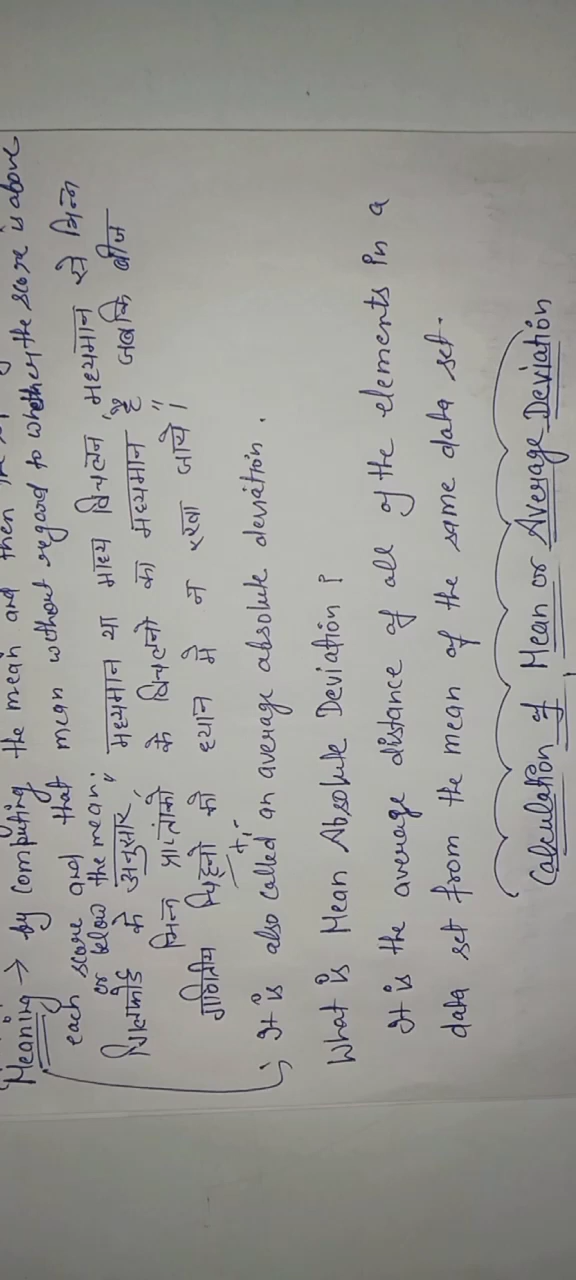 Meaning → by computing the mean and then
each score and that mean without regard to whether the score is above
or below the mean.
गिलफोर्ड के अनुसार, "मध्यमान या माध्य विचलन, मध्यमान से भिन्न
भिन्न प्राप्तांको के विचलनो का मध्यमान है जबकि बीज
गणितीय चिह्नों को ध्यान मे न रखा जाये।"
+, -
It is also called an average absolute deviation.
What is Mean Absolute Deviation?
It is the average distance of all of the elements in a
data set from the mean of the same data set.
Calculation of Mean or Average Deviation